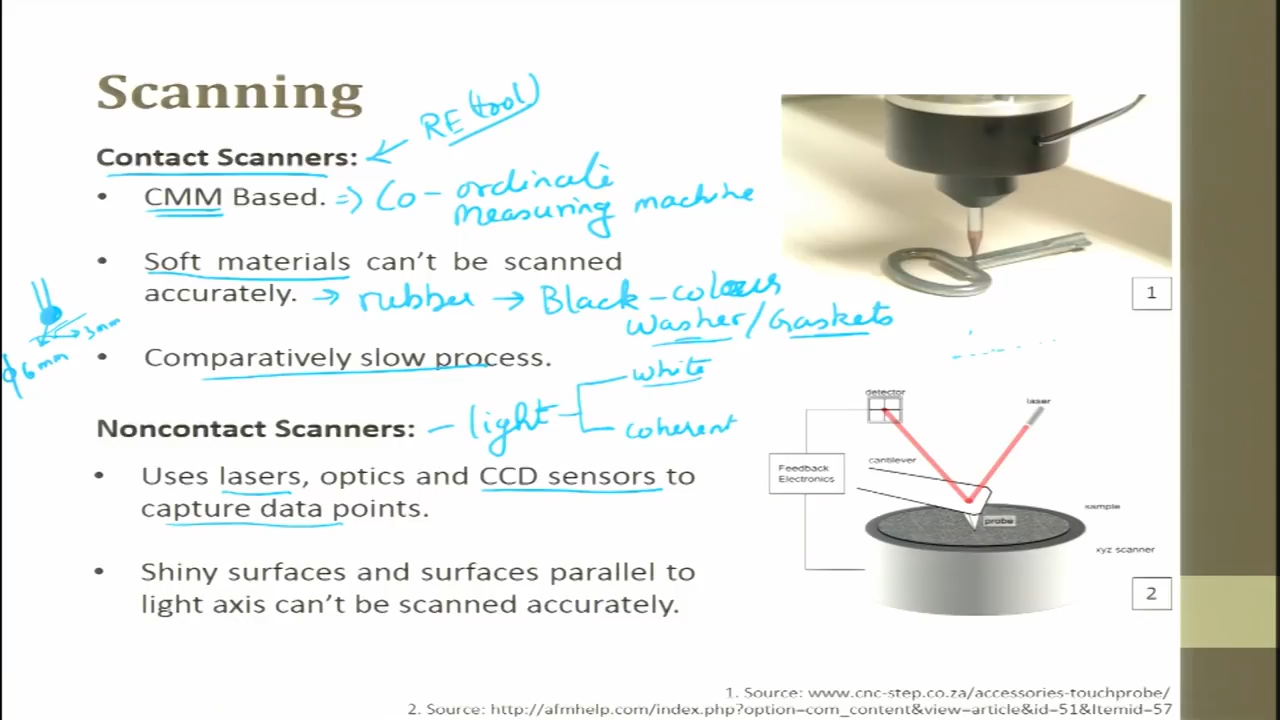 Scanning
RE (tool)
Contact Scanners:
• CMM Based. => Co-ordinate
measuring machine
• Soft materials can't be scanned
accurately. → rubber → Black-colours
washer/Gaskets
3mm
ϕ6mm
• Comparatively slow process.
white
Noncontact Scanners: - light
coherent
• Uses lasers, optics and CCD sensors to
capture data points.
• Shiny surfaces and surfaces parallel to
light axis can't be scanned accurately.
1
detector
laser
cantilever
Feedback
Electronics
sample
probe
xyz scanner
2
1. Source: www.cnc-step.co.za/accessories-touchprobe/
2. Source: http://afmhelp.com/index.php?option=com_content&view=article&id=51&Itemid=57